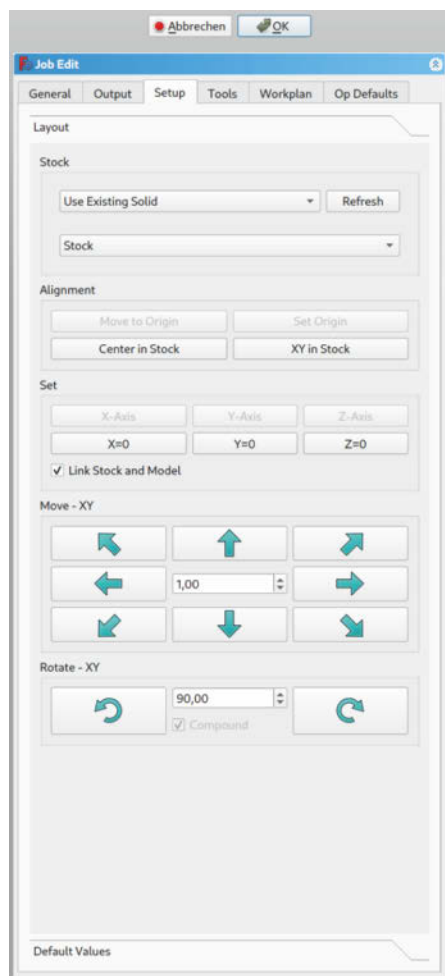 Abbrechen OK
Job Edit
General Output Setup Tools Workplan Op Defaults
Layout
Stock
Use Existing Solid Refresh
Stock
Alignment
Move to Origin Set Origin
Center in Stock XY in Stock
Set
X-Axis Y-Axis Z-Axis
X=0 Y=0 Z=0
Link Stock and Model
Move - XY
1,00
Rotate - XY
90,00
Compound
Default Values